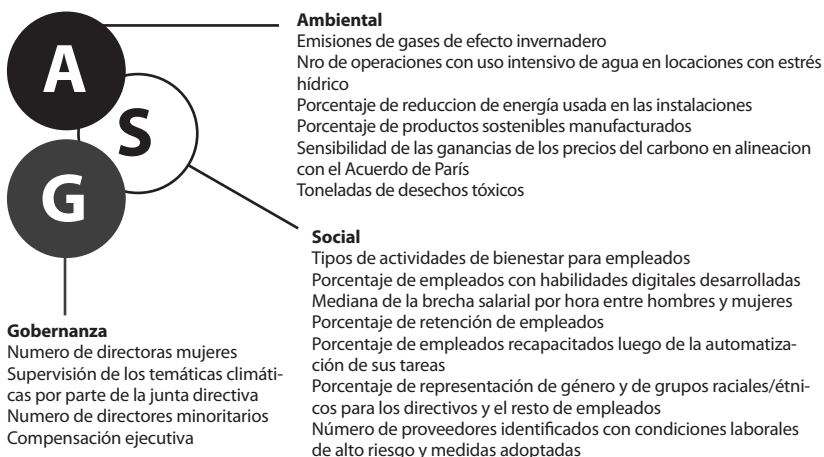 A
S
G
Ambiental
Emisiones de gases de efecto invernadero
Nro de operaciones con uso intensivo de agua en locaciones con estrés
hídrico
Porcentaje de reduccion de energía usada en las instalaciones
Porcentaje de productos sostenibles manufacturados
Sensibilidad de las ganancias de los precios del carbono en alineacion
con el Acuerdo de París
Toneladas de desechos tóxicos
Social
Tipos de actividades de bienestar para empleados
Porcentaje de empleados con habilidades digitales desarrolladas
Mediana de la brecha salarial por hora entre hombres y mujeres
Porcentaje de retención de empleados
Porcentaje de empleados recapacitados luego de la automatiza-
ción de sus tareas
Porcentaje de representación de género y de grupos raciales/étni-
cos para los directivos y el resto de empleados
Número de proveedores identificados con condiciones laborales
de alto riesgo y medidas adoptadas
Gobernanza
Numero de directoras mujeres
Supervisión de los temáticas climáti-
cas por parte de la junta directiva
Numero de directores minoritarios
Compensación ejecutiva